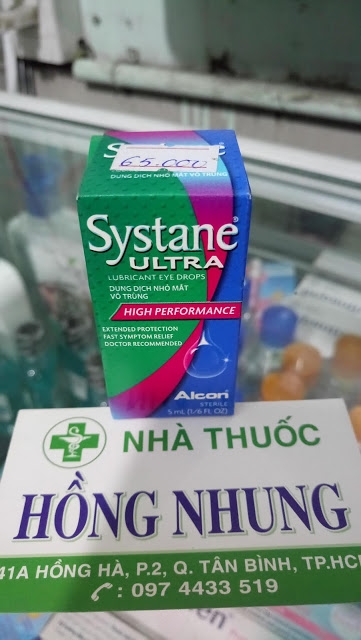 Systane
65.000
DUNG DỊCH NHỎ MẮT VÔ TRÙNG
Systane®
ULTRA
LUBRICANT EYE DROPS
DUNG DỊCH NHỎ MẮT
VÔ TRÙNG
HIGH PERFORMANCE
EXTENDED PROTECTION
FAST SYMPTOM RELIEF
DOCTOR RECOMMENDED
Alcon
STERILE
5 mL (1/6 FL OZ)
NHÀ THUỐC
HỒNG NHUNG
41A HỒNG HÀ, P.2, Q. TÂN BÌNH, TP.HC
: 097 4433 519